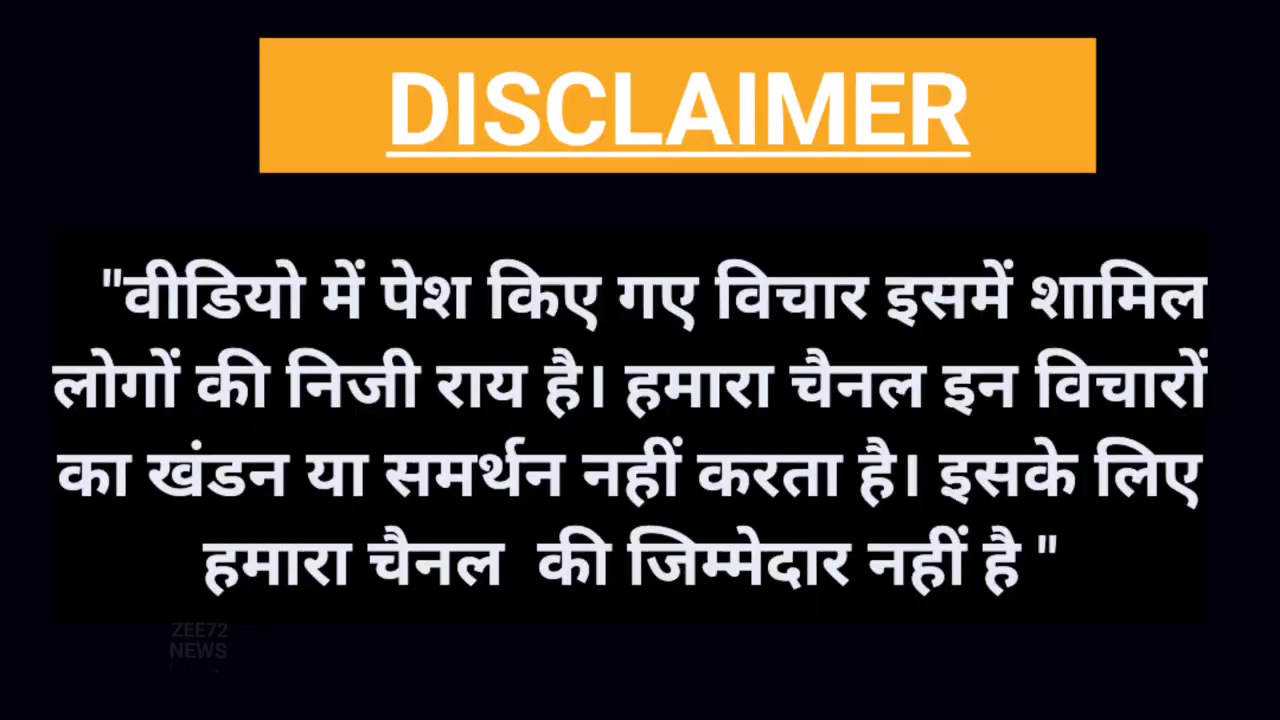 DISCLAIMER
"वीडियो में पेश किए गए विचार इसमें शामिल
लोगों की निजी राय है। हमारा चैनल इन विचारों
का खंडन या समर्थन नहीं करता है। इसके लिए
हमारा चैनल की जिम्मेदार नहीं है "
ZEE72
NEWS